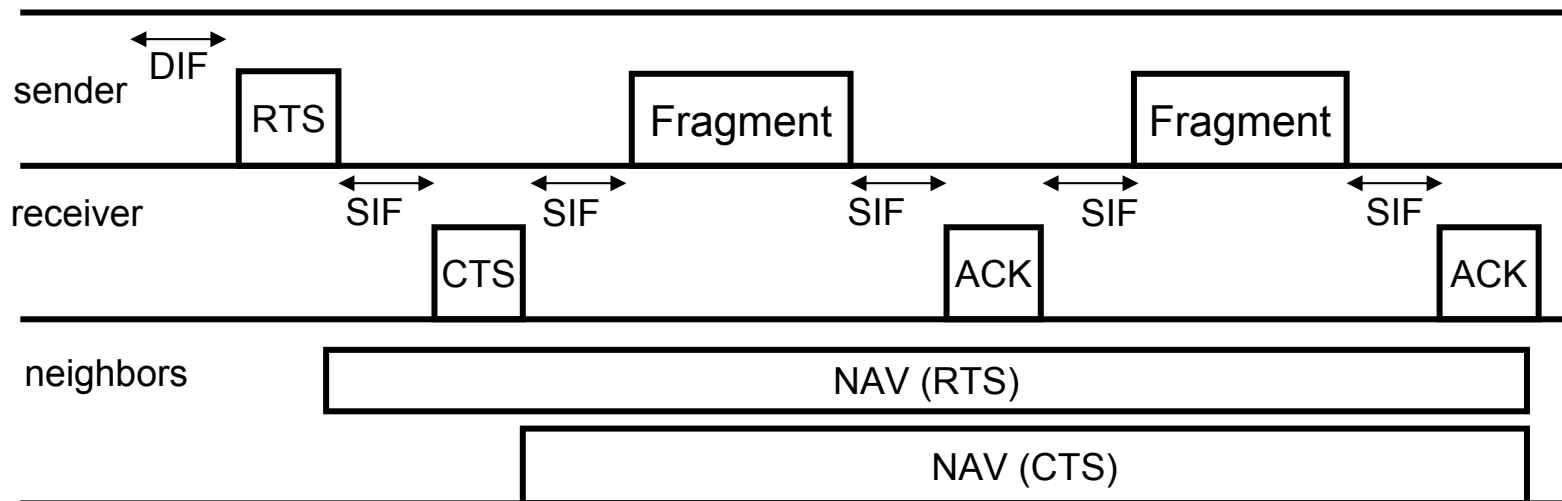 DIF
sender
RTS
Fragment
Fragment
receiver
SIF
SIF
SIF
SIF
SIF
CTS
ACK
ACK
neighbors
NAV (RTS)
NAV (CTS)